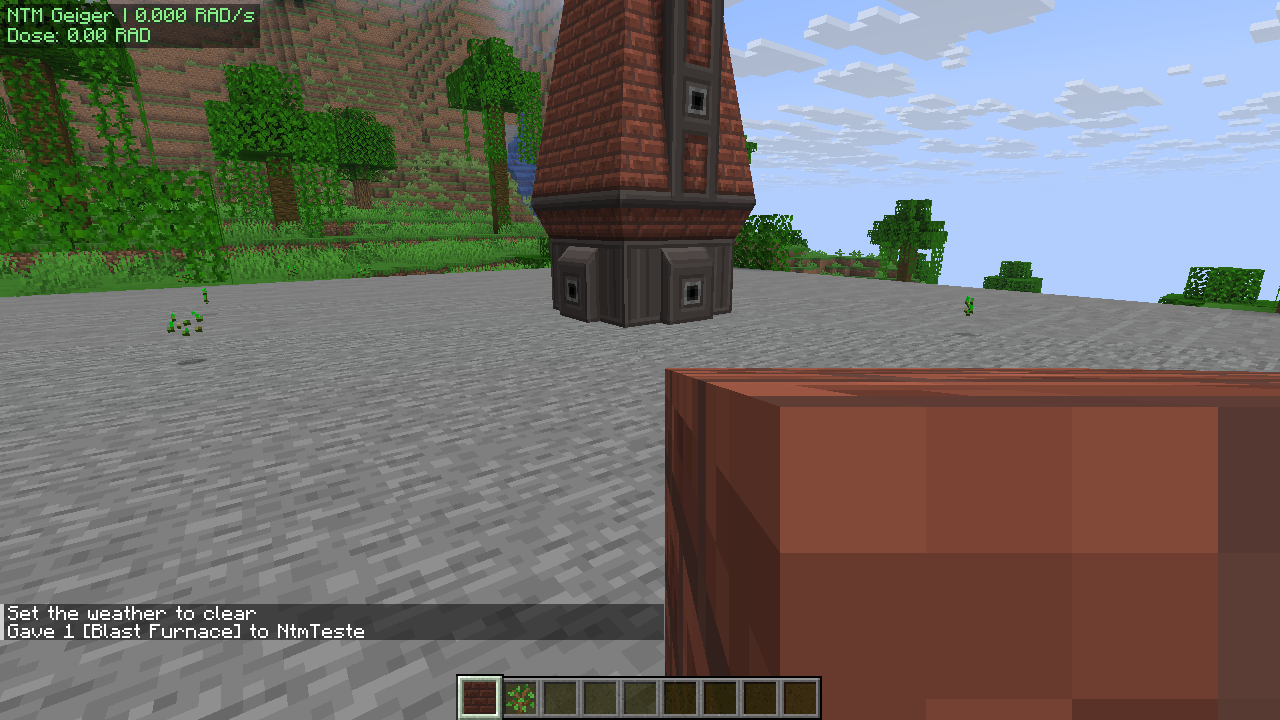 NTM Geiger | 0.000 RAD/s
Dose: 0.00 RAD
Set the weather to clear
Gave 1 [Blast Furnace] to NtmTeste